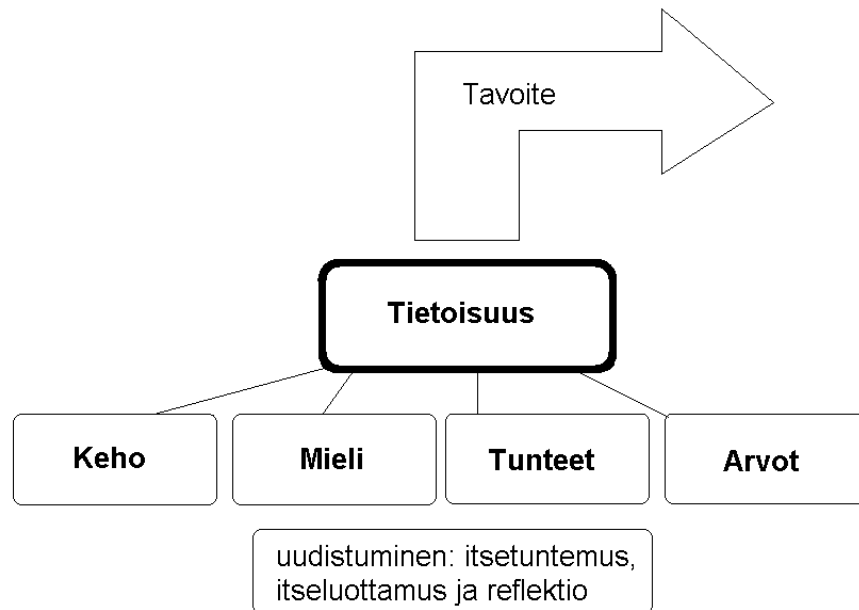 Tavoite
Tietoisuus
Keho
Mieli
Tunteet
Arvot
uudistuminen: itsetuntemus,
itseluottamus ja reflektio